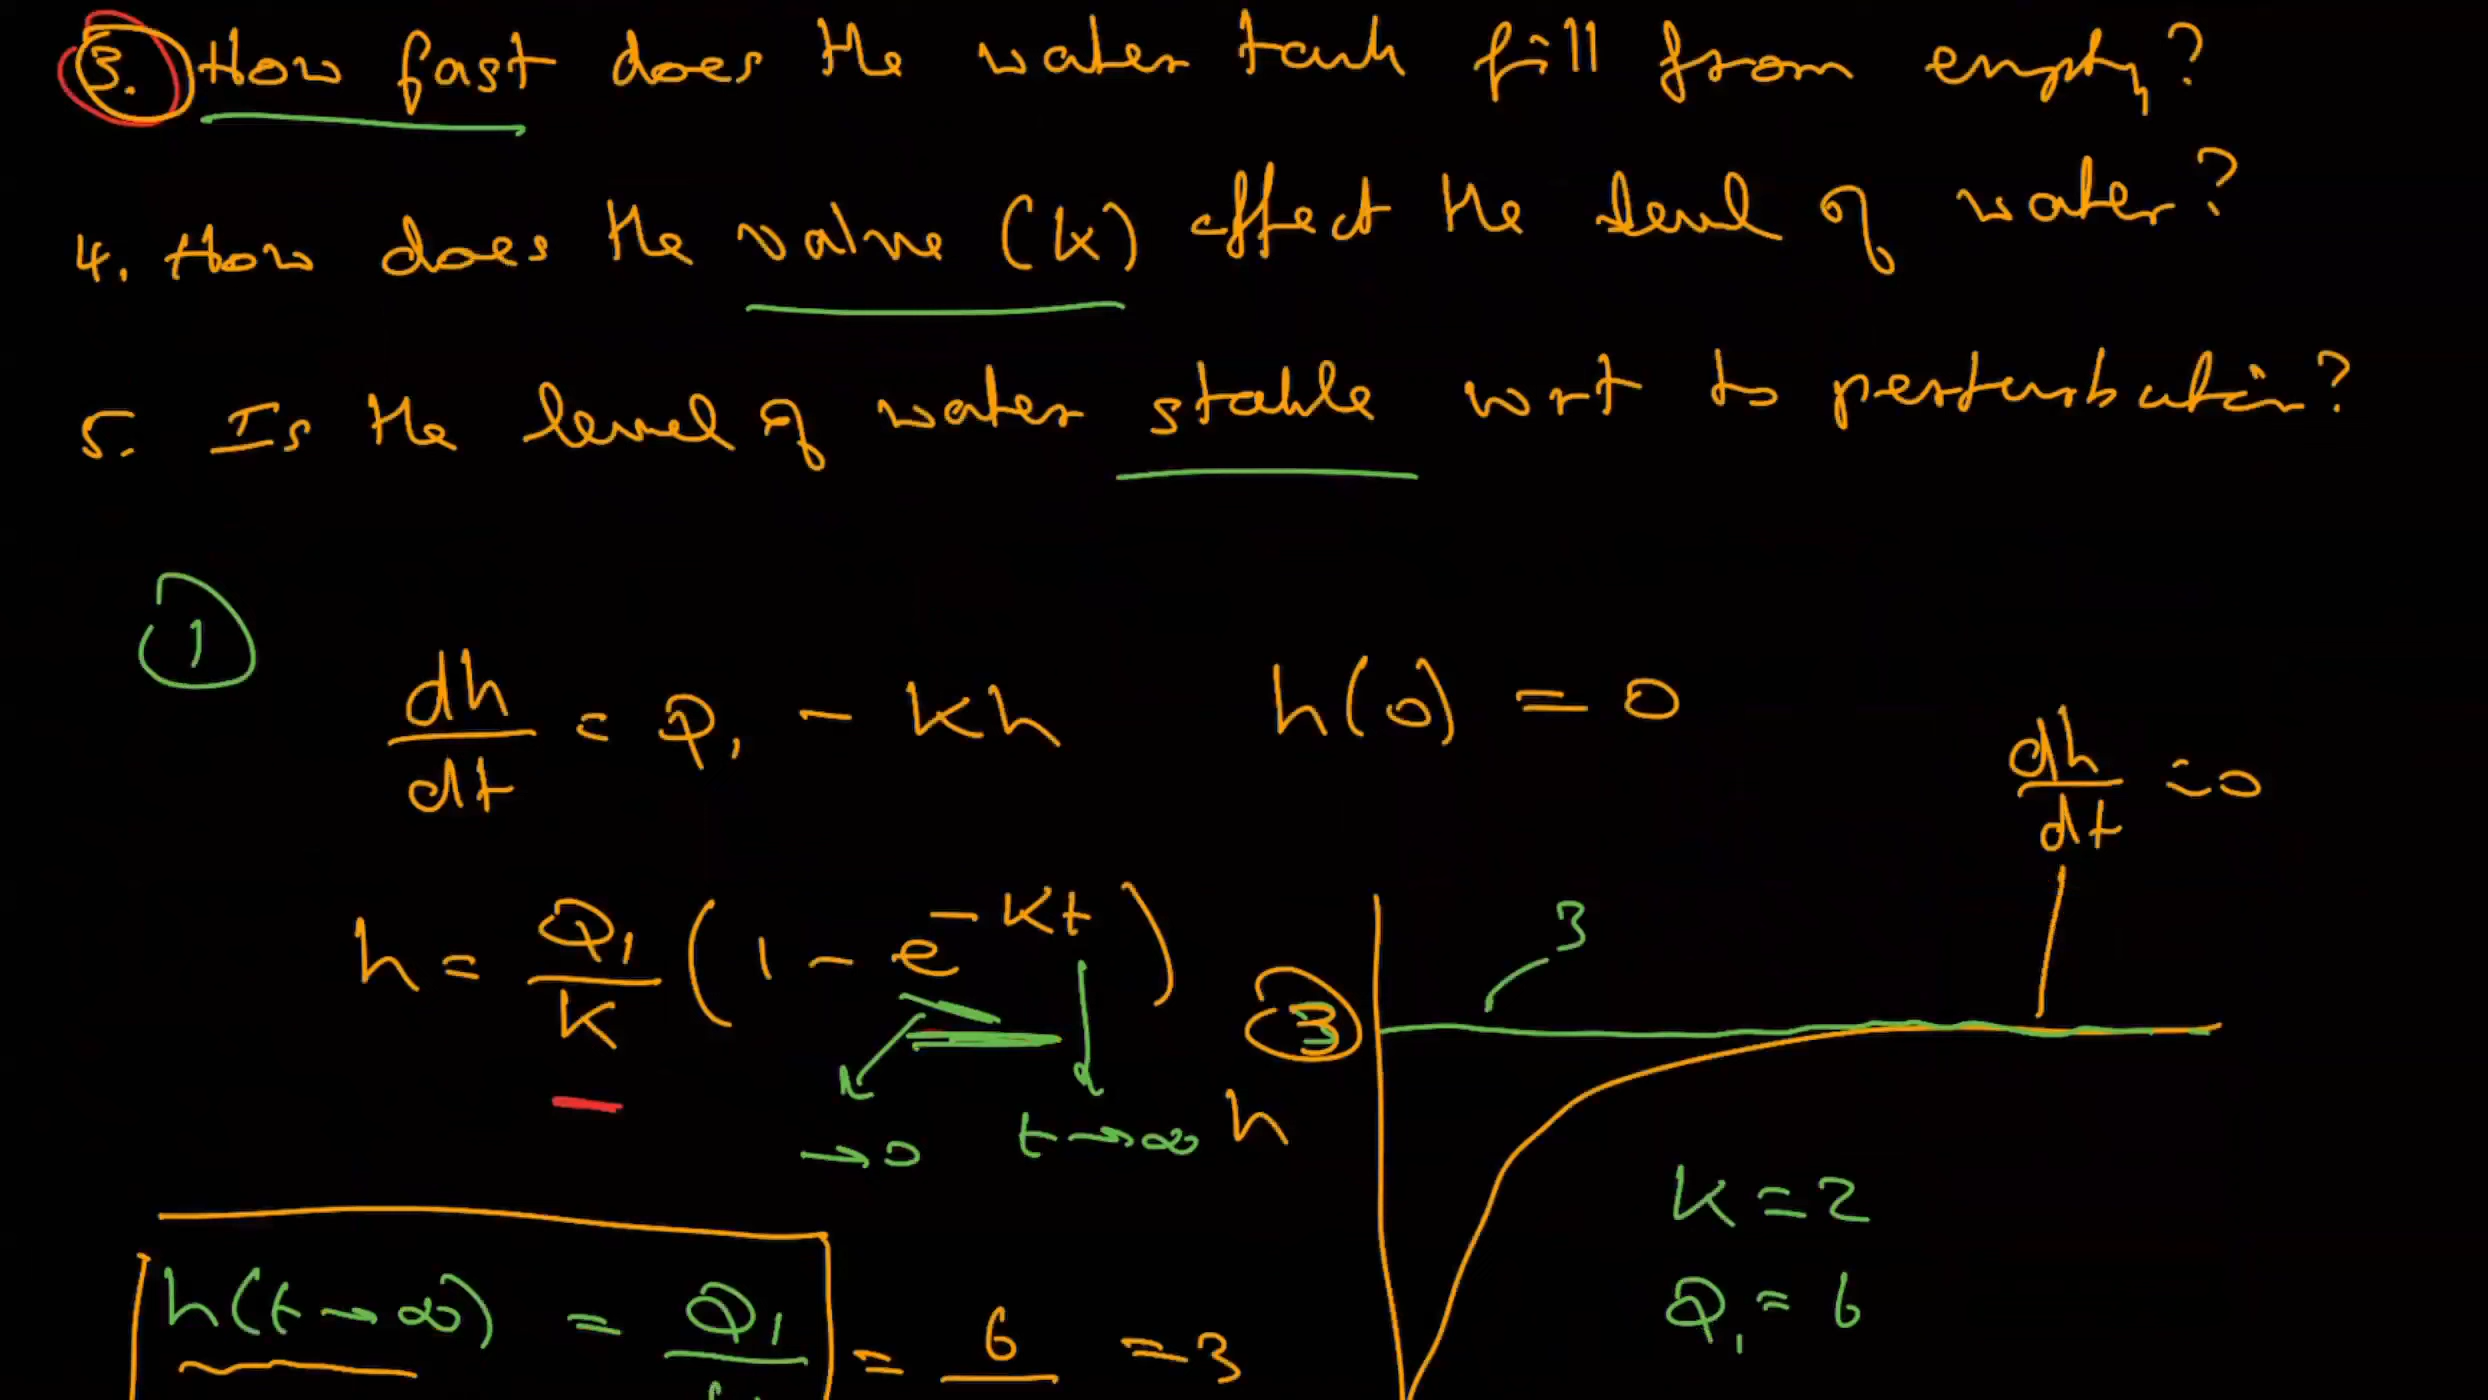 3. How fast does the water tank fill from empty?
4. How does the valve (k) effect the level of water?
5. Is the level of water stable wrt to perturbation?
1
dh/dt = Q₁ - kh h(0) = 0
dh/dt = 0
h = Q₁/K (1 - e^-Kt)
3
3
→ 0 t → ∞
h
K = 2
Q₁ = 6
h(t → ∞) = Q₁ = 6 = 3